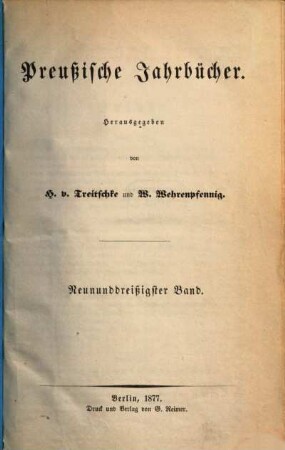 Preußische Jahrbücher.
Herausgegeben
von
H. v. Treitschke und W. Wehrenpfennig.
Neununddreißigster Band.
Berlin, 1877.
Druck und Verlag von G. Reimer.